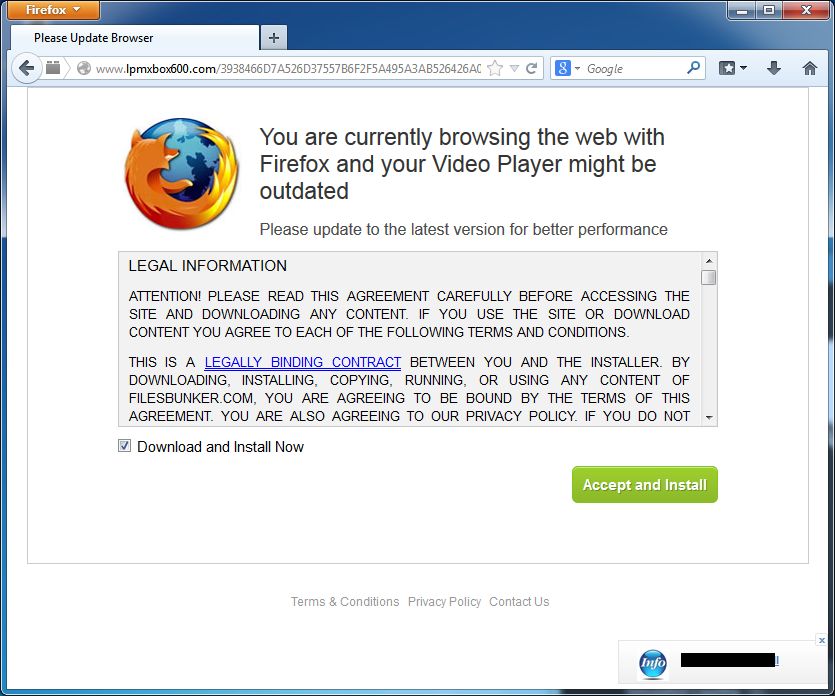 Firefox
Please Update Browser
www.lpmxbox600.com/3938466D7A526D37557B6F2F5A495A3AB526426A0
Google
You are currently browsing the web with
Firefox and your Video Player might be
outdated
Please update to the latest version for better performance
LEGAL INFORMATION
ATTENTION! PLEASE READ THIS AGREEMENT CAREFULLY BEFORE ACCESSING THE
SITE AND DOWNLOADING ANY CONTENT. IF YOU USE THE SITE OR DOWNLOAD
CONTENT YOU AGREE TO EACH OF THE FOLLOWING TERMS AND CONDITIONS.
THIS IS A LEGALLY BINDING CONTRACT BETWEEN YOU AND THE INSTALLER. BY
DOWNLOADING, INSTALLING, COPYING, RUNNING, OR USING ANY CONTENT OF
FILESBUNKER.COM, YOU ARE AGREEING TO BE BOUND BY THE TERMS OF THIS
AGREEMENT. YOU ARE ALSO AGREEING TO OUR PRIVACY POLICY. IF YOU DO NOT
Download and Install Now
Accept and Install
Terms & Conditions Privacy Policy Contact Us
Info